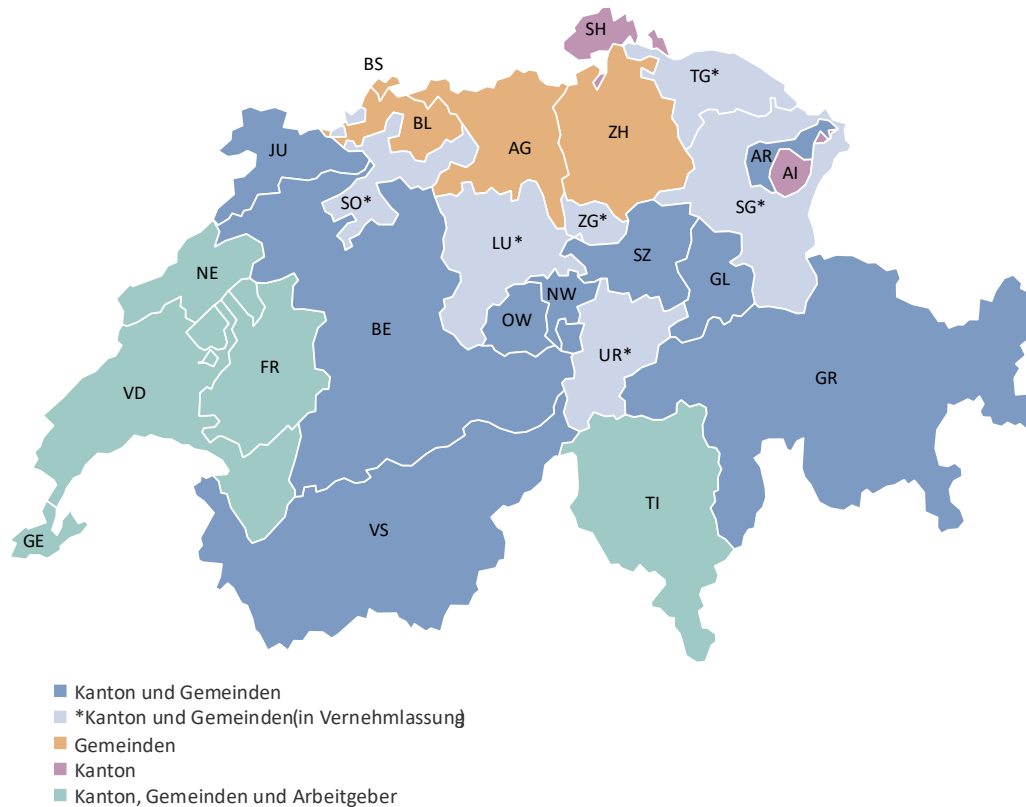 SH
BS
TG*
BL
ZH
JU
AG
AR
AI
SO*
SG*
ZG*
LU*
SZ
NE
GL
NW
OW
BE
UR*
FR
GR
VD
TI
VS
GE
Kanton und Gemeinden
*Kanton und Gemeinden(in Vernehmlassung)
Gemeinden
Kanton
Kanton, Gemeinden und Arbeitgeber